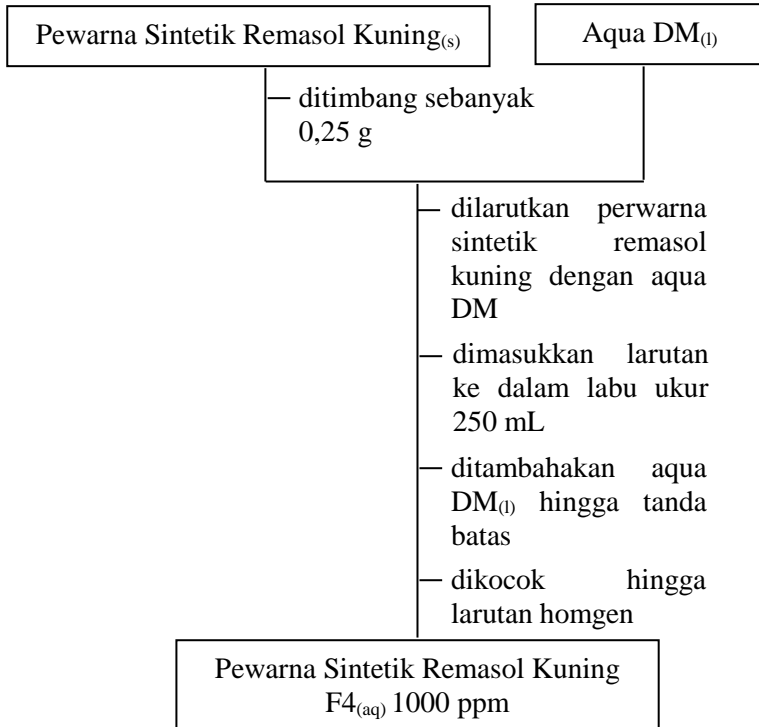 Pewarna Sintetik Remasol Kuning(s)
Aqua DM(l)
ditimbang sebanyak
0,25 g
dilarutkan perwarna
sintetik remasol
kuning dengan aqua
DM
dimasukkan larutan
ke dalam labu ukur
250 mL
ditambahakan aqua
DM(l) hingga tanda
batas
dikocok hingga
larutan homgen
Pewarna Sintetik Remasol Kuning
F4(aq) 1000 ppm